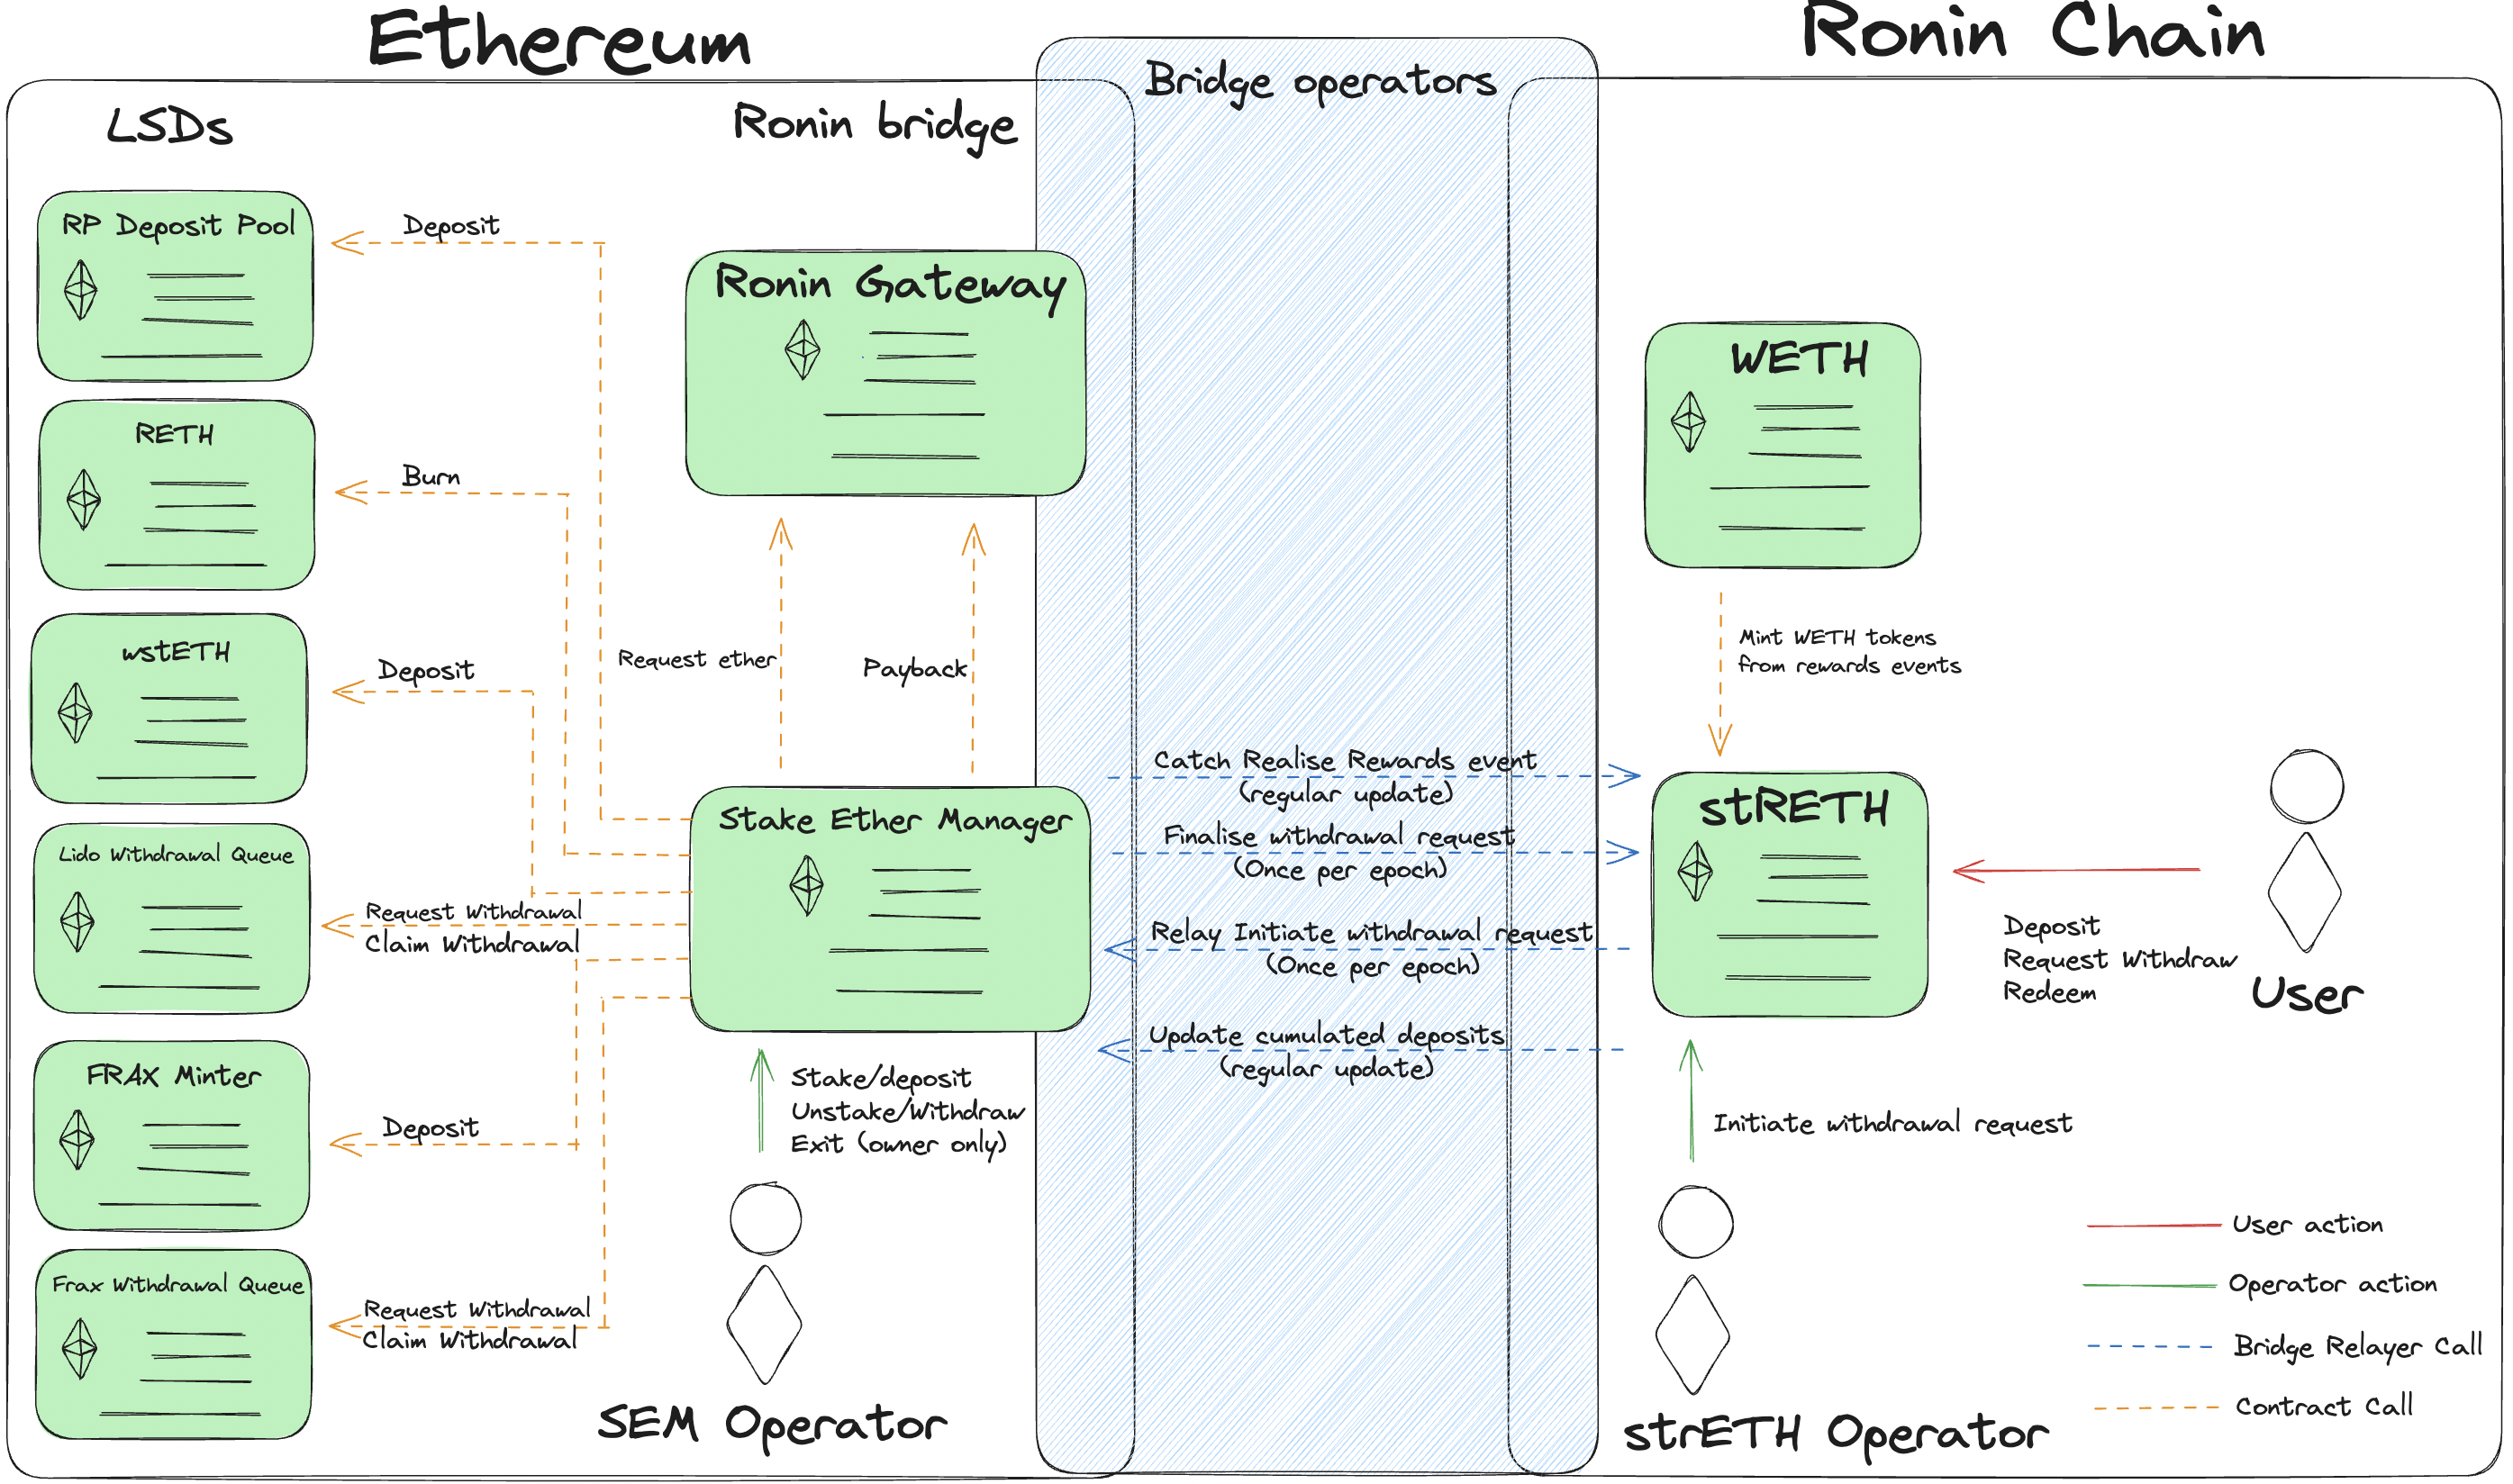 Ethereum
Ronin Chain
Bridge operators
LSDs
Ronin bridge
RP Deposit Pool
Deposit
Ronin Gateway
WETH
RETH
Burn
wstETH
Deposit
Request ether
Payback
Mint WETH tokens
from rewards events
Lido Withdrawal Queue
Request Withdrawal
Claim Withdrawal
Stake Ether Manager
Catch Realise Rewards event
(regular update)
Finalise withdrawal request
(Once per epoch)
Relay Initiate withdrawal request
(Once per epoch)
Update cumulated deposits
(regular update)
stRETH
Deposit
Request Withdraw
Redeem
User
FRAX Minter
Deposit
Stake/deposit
Unstake/Withdraw
Exit (owner only)
Initiate withdrawal request
Frax Withdrawal Queue
Request Withdrawal
Claim Withdrawal
SEM Operator
strETH Operator
User action
Operator action
Bridge Relayer Call
Contract Call